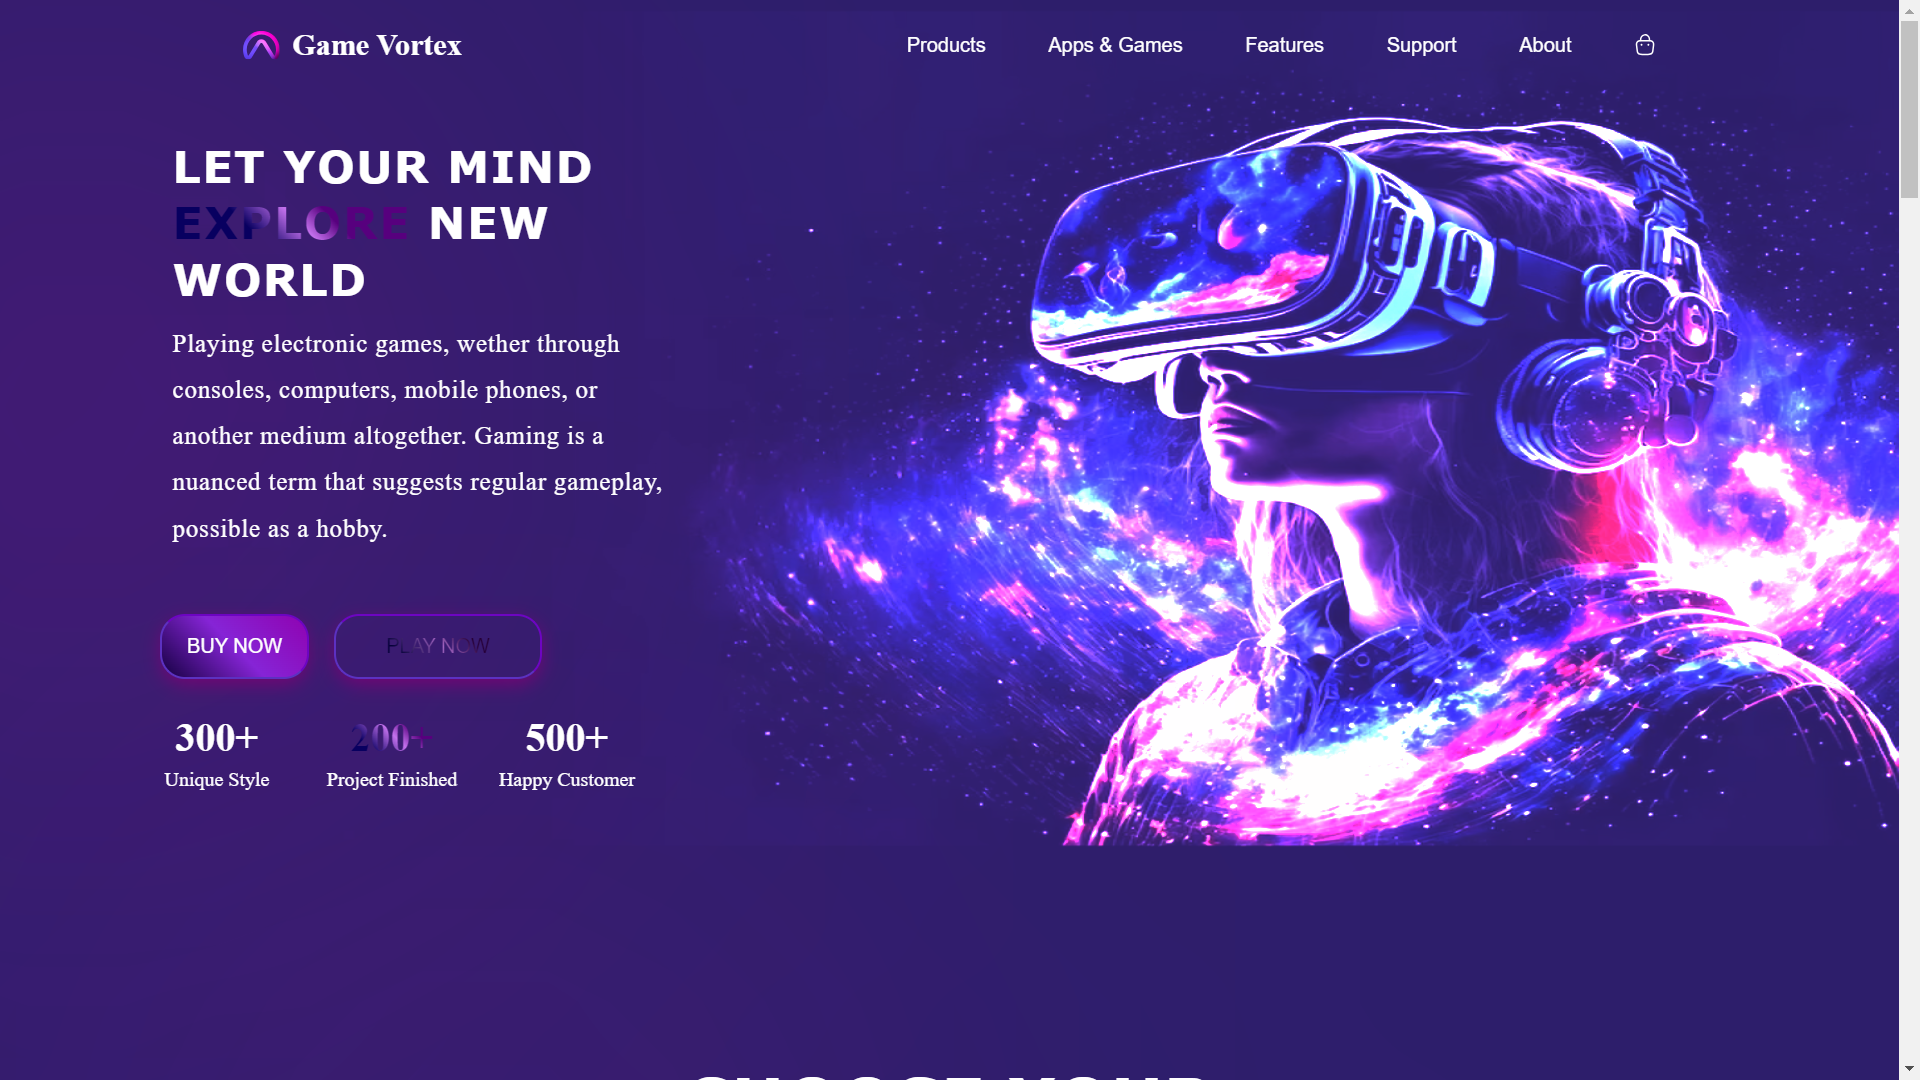 Game Vortex
Products Apps & Games Features Support About
LET YOUR MIND
EXPLORE NEW
WORLD
Playing electronic games, wether through
consoles, computers, mobile phones, or
another medium altogether. Gaming is a
nuanced term that suggests regular gameplay,
possible as a hobby.
BUY NOW PLAY NOW
300+ 200+ 500+
Unique Style Project Finished Happy Customer